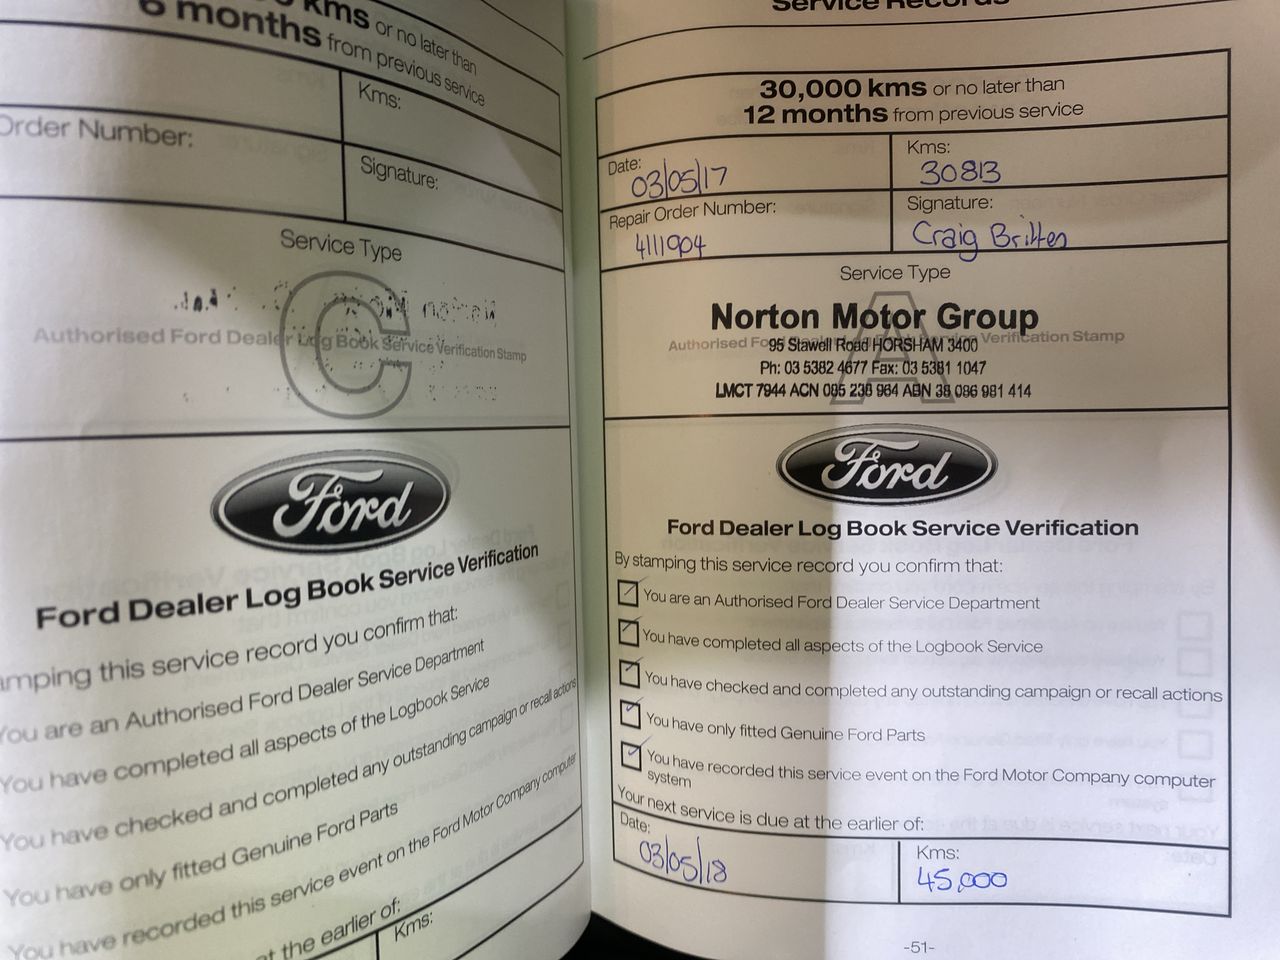 kms or no later than
6 months from previous service
Kms:
Order Number:
Signature:
Service Type
C
Authorised Ford Dealer Log Book Service Verification Stamp
Ford
Ford Dealer Log Book Service Verification
amping this service record you confirm that:
You are an Authorised Ford Dealer Service Department
You have completed all aspects of the Logbook Service
You have checked and completed any outstanding campaign or recall actions
You have only fitted Genuine Ford Parts
You have recorded this service event on the Ford Motor Company computer
at the earlier of:
Kms:
Service Records
30,000 kms or no later than
12 months from previous service
Date:
03/05/17
Kms:
30813
Repair Order Number:
4111904
Signature:
Craig Britten
Service Type
A
Norton Motor Group
Authorised Fo Verification Stamp
95 Stawell Road HORSHAM 3400
Ph: 03 5382 4677 Fax: 03 5381 1047
LMCT 7944 ACN 085 236 964 ABN 38 086 981 414
Ford
Ford Dealer Log Book Service Verification
By stamping this service record you confirm that:
You are an Authorised Ford Dealer Service Department
You have completed all aspects of the Logbook Service
You have checked and completed any outstanding campaign or recall actions
You have only fitted Genuine Ford Parts
You have recorded this service event on the Ford Motor Company computer
system
Your next service is due at the earlier of:
Date:
03/05/18
Kms:
45,000
-51-